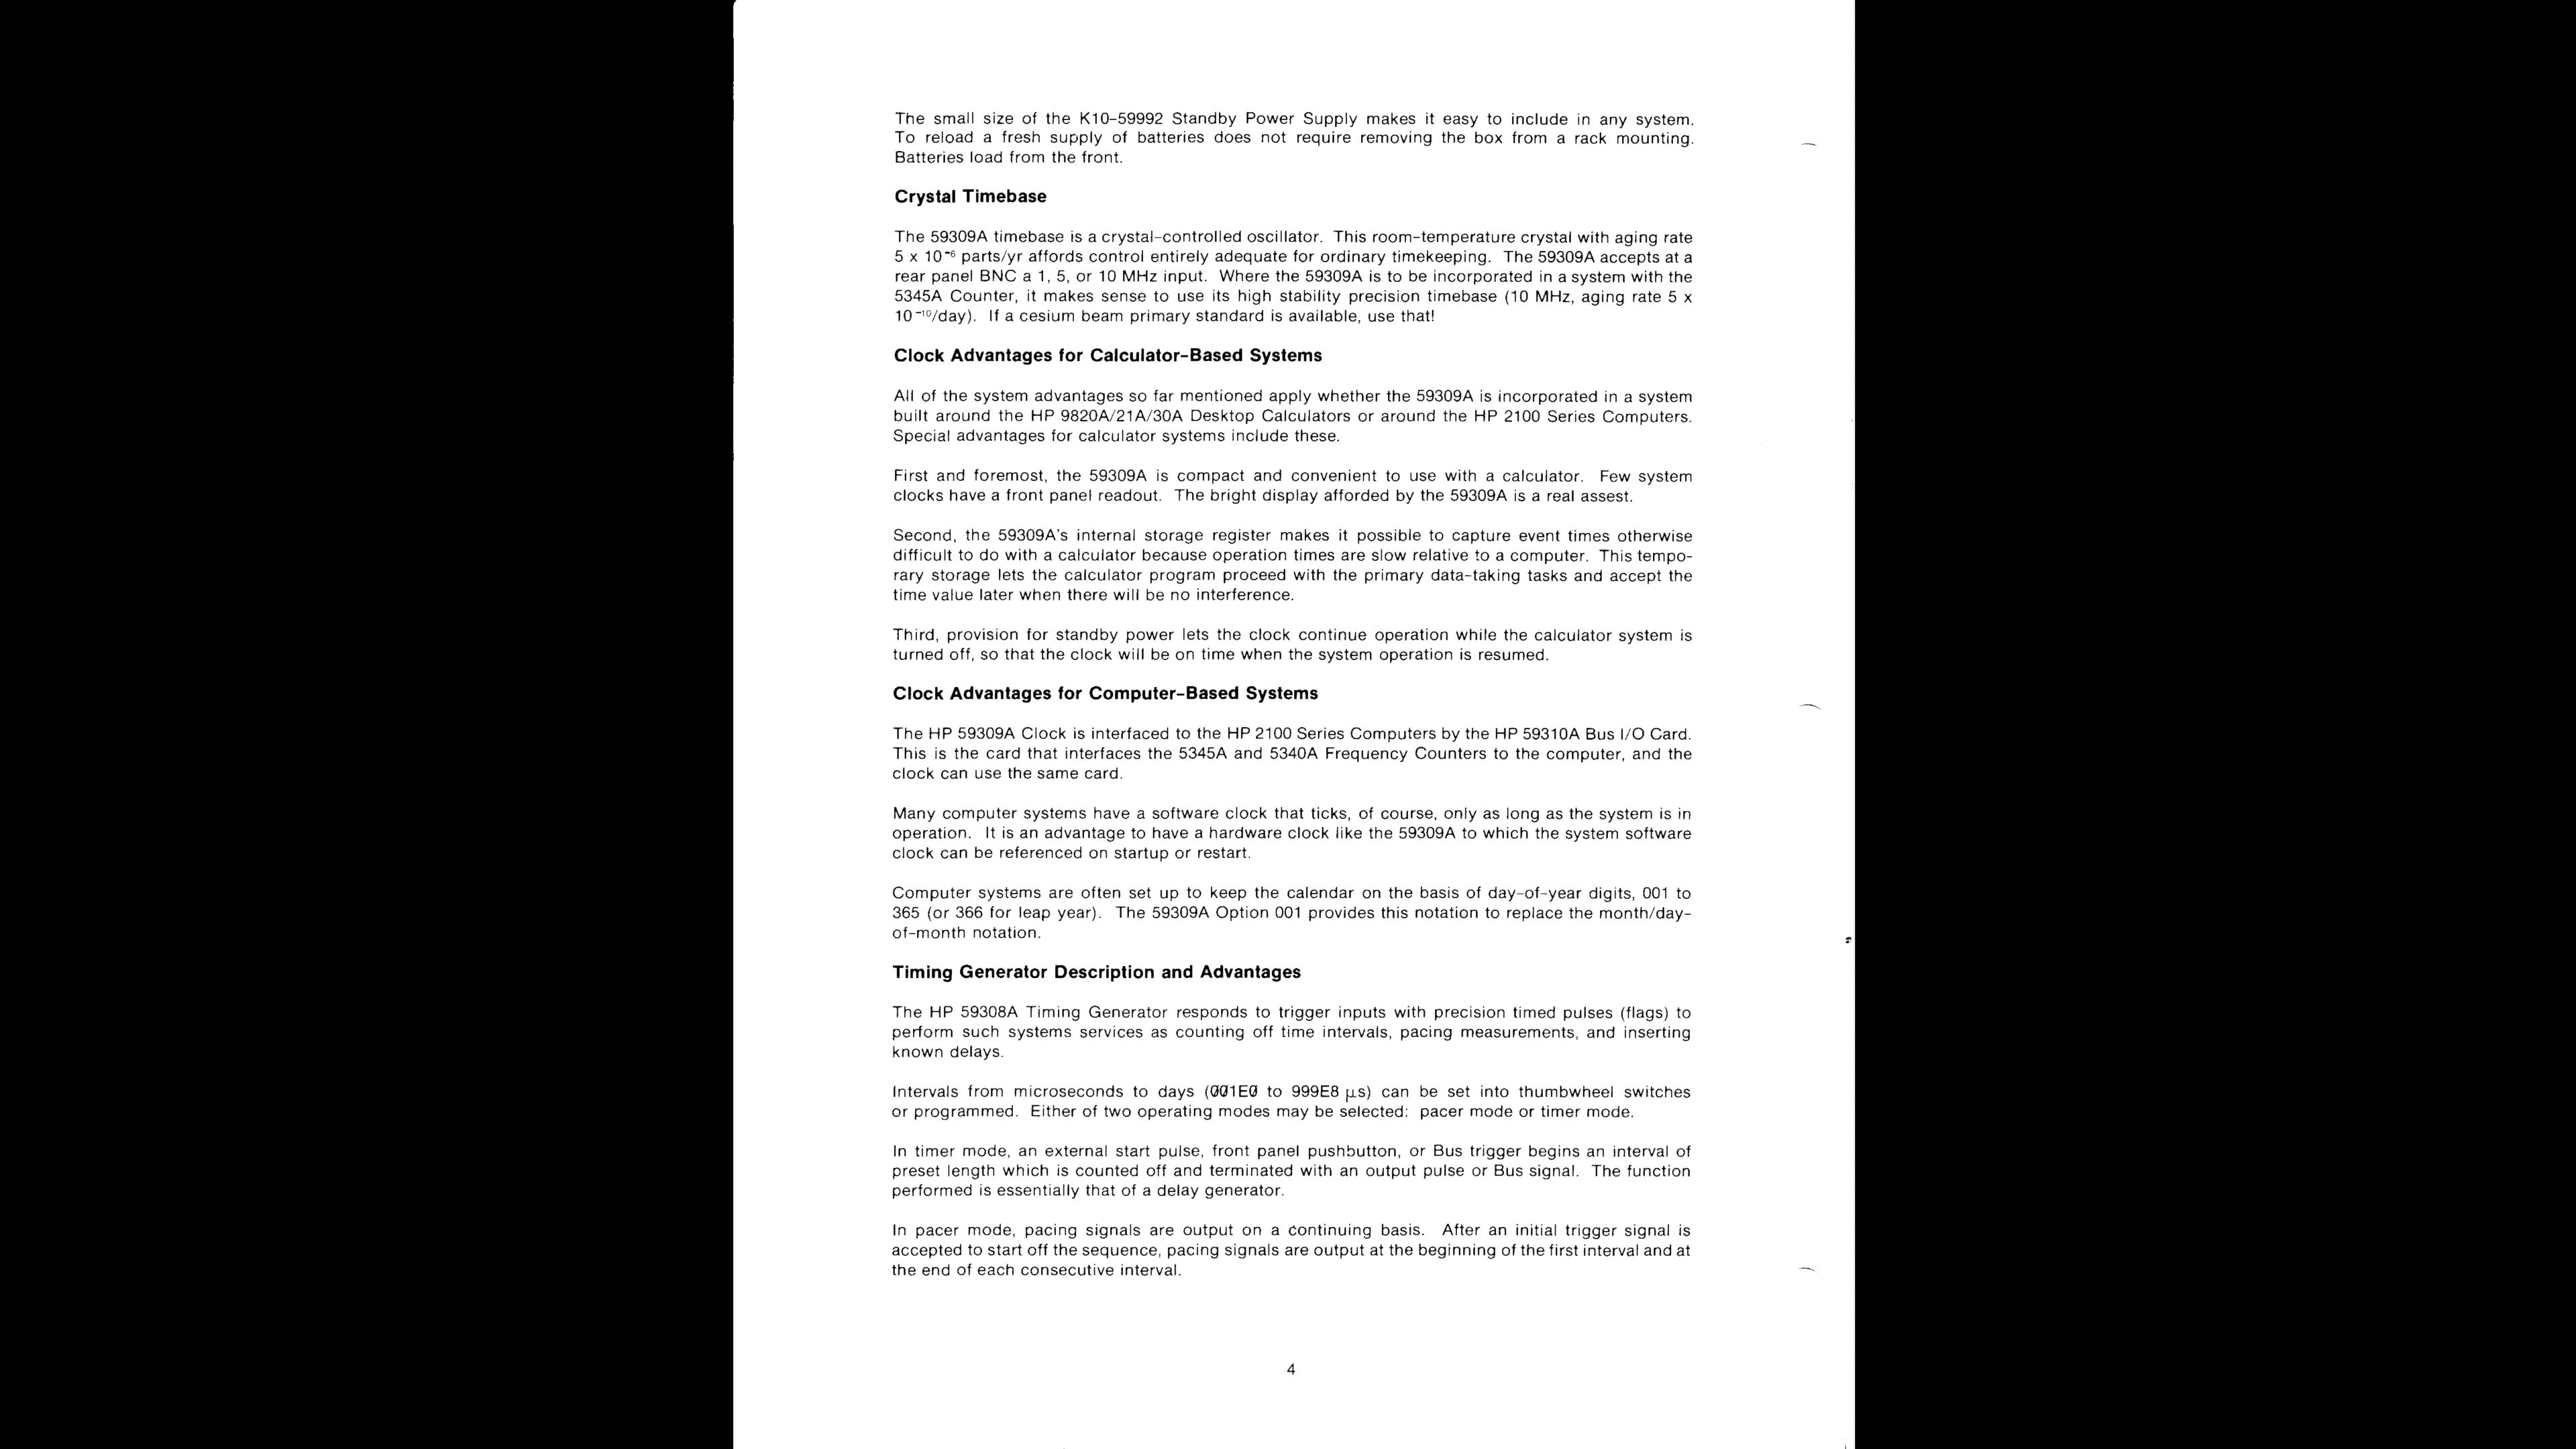 The small size of the K10-59992 Standby Power Supply makes it easy to include in any system.
To reload a fresh supply of batteries does not require removing the box from a rack mounting.
Batteries load from the front.
Crystal Timebase
The 59309A timebase is a crystal-controlled oscillator. This room-temperature crystal with aging rate
5 x 10⁻⁶ parts/yr affords control entirely adequate for ordinary timekeeping. The 59309A accepts at a
rear panel BNC a 1, 5, or 10 MHz input. Where the 59309A is to be incorporated in a system with the
5345A Counter, it makes sense to use its high stability precision timebase (10 MHz, aging rate 5 x
10⁻¹⁰/day). If a cesium beam primary standard is available, use that!
Clock Advantages for Calculator-Based Systems
All of the system advantages so far mentioned apply whether the 59309A is incorporated in a system
built around the HP 9820A/21A/30A Desktop Calculators or around the HP 2100 Series Computers.
Special advantages for calculator systems include these.
First and foremost, the 59309A is compact and convenient to use with a calculator. Few system
clocks have a front panel readout. The bright display afforded by the 59309A is a real assest.
Second, the 59309A's internal storage register makes it possible to capture event times otherwise
difficult to do with a calculator because operation times are slow relative to a computer. This tempo-
rary storage lets the calculator program proceed with the primary data-taking tasks and accept the
time value later when there will be no interference.
Third, provision for standby power lets the clock continue operation while the calculator system is
turned off, so that the clock will be on time when the system operation is resumed.
Clock Advantages for Computer-Based Systems
The HP 59309A Clock is interfaced to the HP 2100 Series Computers by the HP 59310A Bus I/O Card.
This is the card that interfaces the 5345A and 5340A Frequency Counters to the computer, and the
clock can use the same card.
Many computer systems have a software clock that ticks, of course, only as long as the system is in
operation. It is an advantage to have a hardware clock like the 59309A to which the system software
clock can be referenced on startup or restart.
Computer systems are often set up to keep the calendar on the basis of day-of-year digits, 001 to
365 (or 366 for leap year). The 59309A Option 001 provides this notation to replace the month/day-
of-month notation.
Timing Generator Description and Advantages
The HP 59308A Timing Generator responds to trigger inputs with precision timed pulses (flags) to
perform such systems services as counting off time intervals, pacing measurements, and inserting
known delays.
Intervals from microseconds to days (00̸1E0̸ to 999E8 μs) can be set into thumbwheel switches
or programmed. Either of two operating modes may be selected: pacer mode or timer mode.
In timer mode, an external start pulse, front panel pushbutton, or Bus trigger begins an interval of
preset length which is counted off and terminated with an output pulse or Bus signal. The function
performed is essentially that of a delay generator.
In pacer mode, pacing signals are output on a continuing basis. After an initial trigger signal is
accepted to start off the sequence, pacing signals are output at the beginning of the first interval and at
the end of each consecutive interval.
4